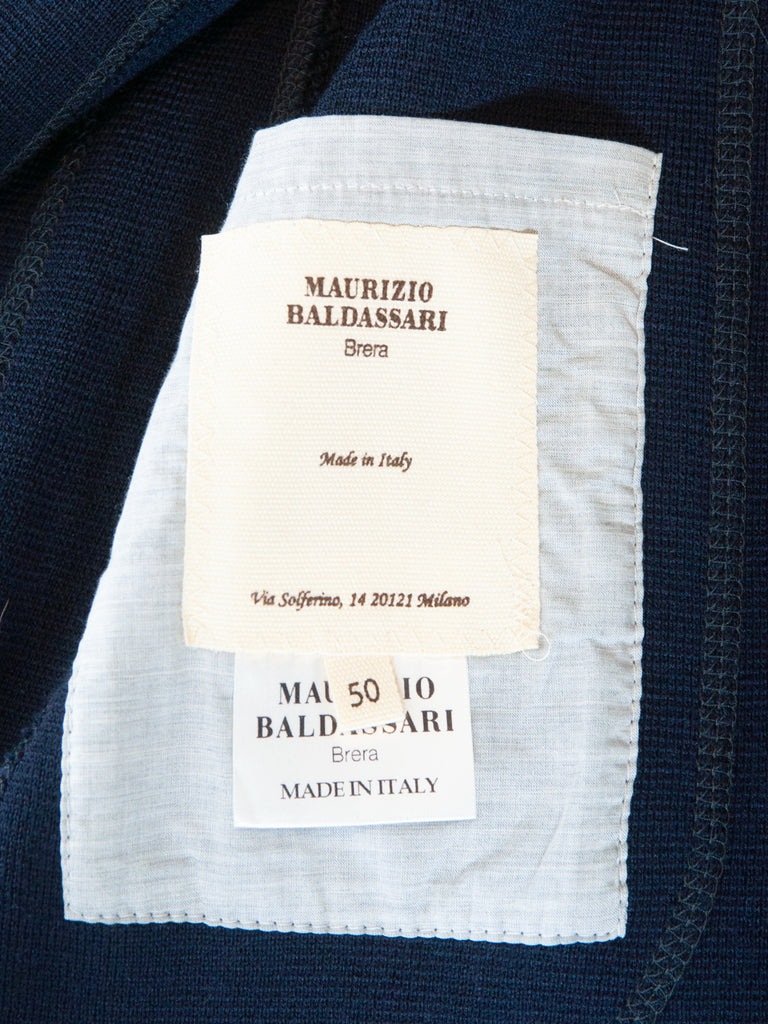 MAURIZIO
BALDASSARI
Brera
Made in Italy
Via Solferino, 14 20121 Milano
50
BALDASSARI
Brera
MADE IN ITALY